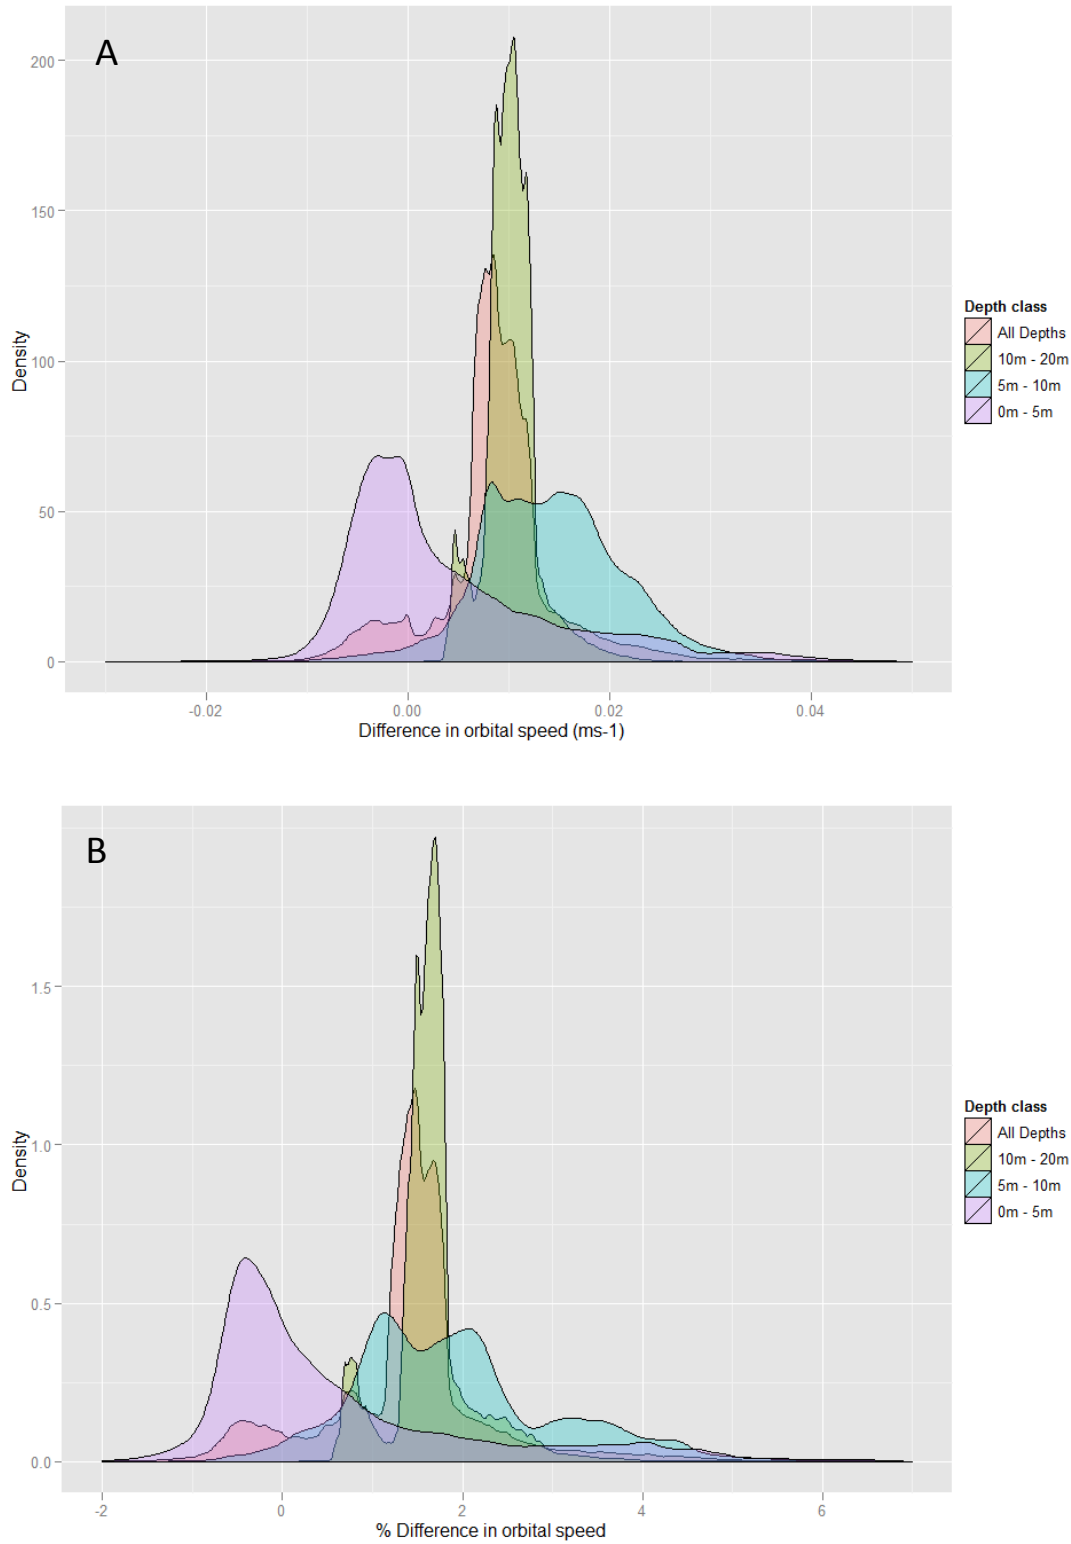 A
200
150
100
50
0
Density
-0.02
0.00
0.02
0.04
Difference in orbital speed (ms-1)
Depth class
All Depths
10m - 20m
5m - 10m
0m - 5m
B
1.5
1.0
0.5
0.0
Density
-2
0
2
4
6
% Difference in orbital speed
Depth class
All Depths
10m - 20m
5m - 10m
0m - 5m